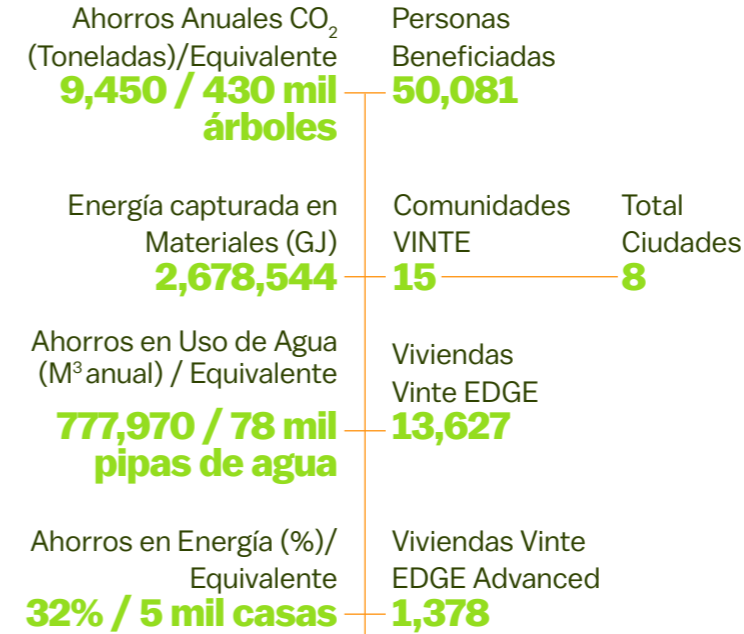 Ahorros Anuales CO₂
(Toneladas)/Equivalente
9,450 / 430 mil
árboles
Personas
Beneficiadas
50,081
Energía capturada en
Materiales (GJ)
2,678,544
Comunidades
VINTE
15
Total
Ciudades
8
Ahorros en Uso de Agua
(M³ anual) / Equivalente
777,970 / 78 mil
pipas de agua
Viviendas
Vinte EDGE
13,627
Ahorros en Energía (%)/
Equivalente
32% / 5 mil casas
Viviendas Vinte
EDGE Advanced
1,378